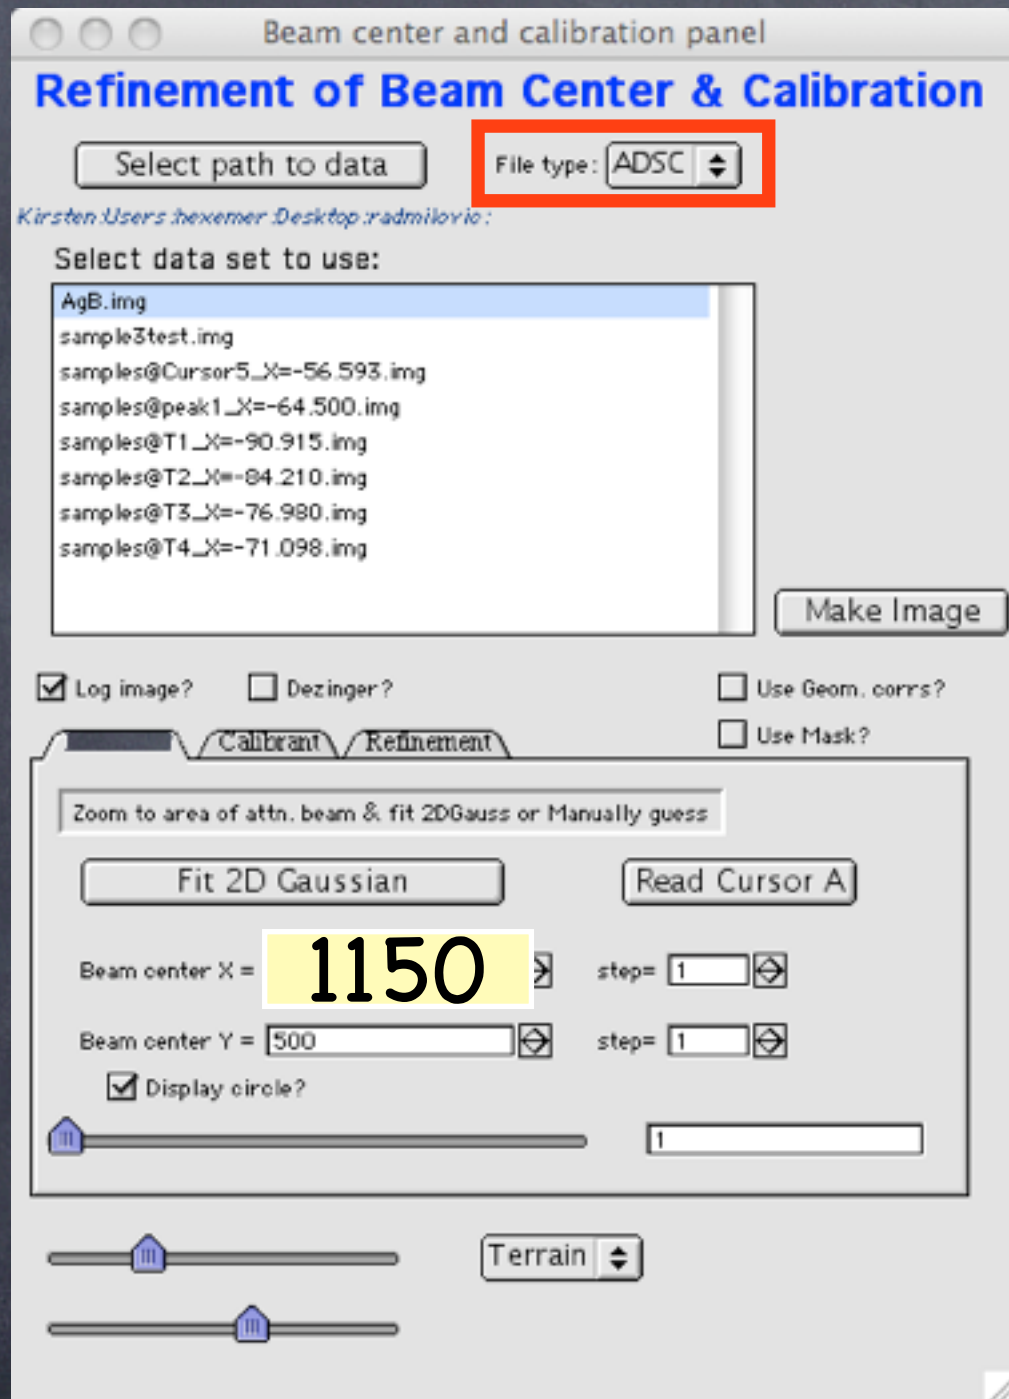 Beam center and calibration panel
Refinement of Beam Center & Calibration
Select path to data
File type: ADSC
Kirsten:Users:hexemer:Desktop:radmilovic:
Select data set to use:
AgB.img
sample3test.img
samples@Cursor5_X=-56.593.img
samples@peak1_X=-64.500.img
samples@T1_X=-90.915.img
samples@T2_X=-84.210.img
samples@T3_X=-76.980.img
samples@T4_X=-71.098.img
Make Image
Log image? Dezinger? Use Geom. corrs?
Use Mask?
Calibrant Refinement
Zoom to area of attn. beam & fit 2DGauss or Manually guess
Fit 2D Gaussian Read Cursor A
Beam center X = 1150 step= 1
Beam center Y = 500 step= 1
Display circle?
1
Terrain